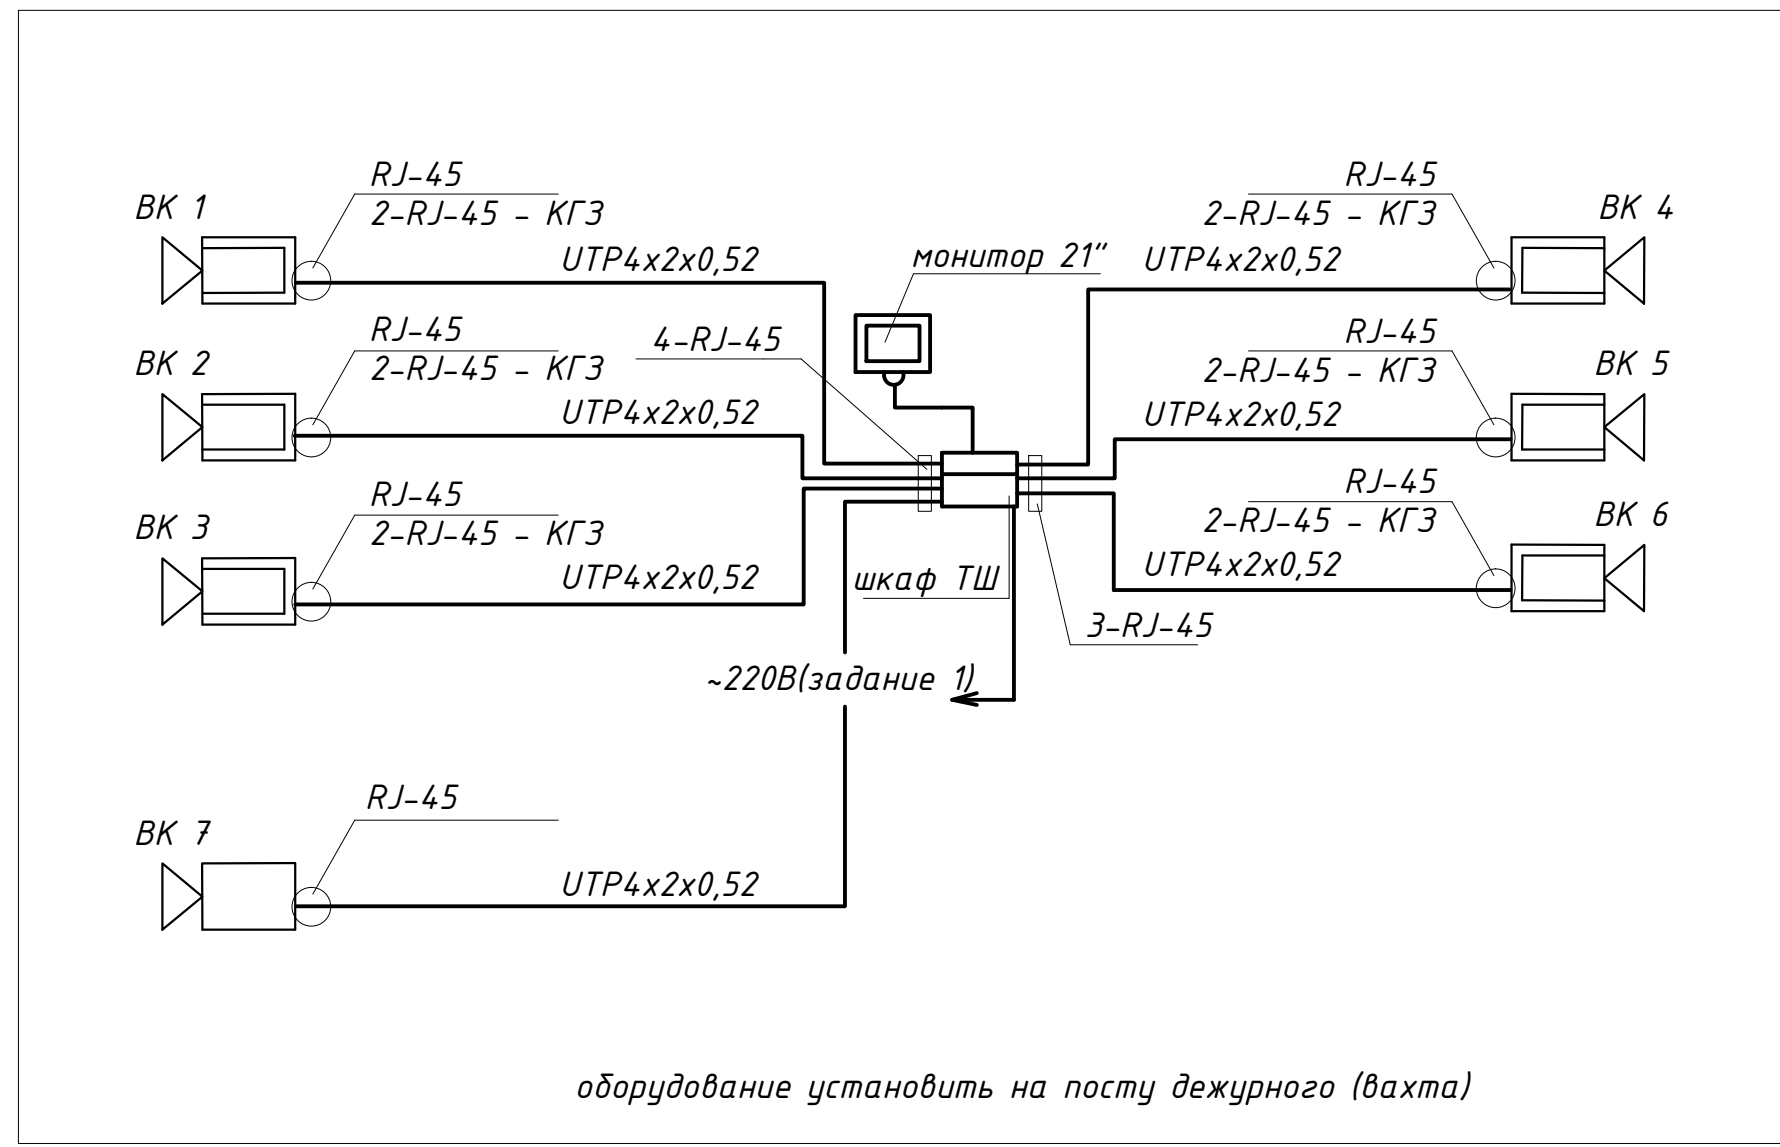 RJ-45
ВК 1
2-RJ-45 - КГЗ
UTP4x2x0,52
RJ-45
ВК 4
2-RJ-45 - КГЗ
UTP4x2x0,52
монитор 21"
4-RJ-45
RJ-45
ВК 2
2-RJ-45 - КГЗ
UTP4x2x0,52
RJ-45
ВК 5
2-RJ-45 - КГЗ
UTP4x2x0,52
RJ-45
ВК 3
2-RJ-45 - КГЗ
UTP4x2x0,52
RJ-45
ВК 6
2-RJ-45 - КГЗ
UTP4x2x0,52
шкаф ТШ
3-RJ-45
~220В(задание 1)
RJ-45
ВК 7
UTP4x2x0,52
оборудование установить на посту дежурного (вахта)